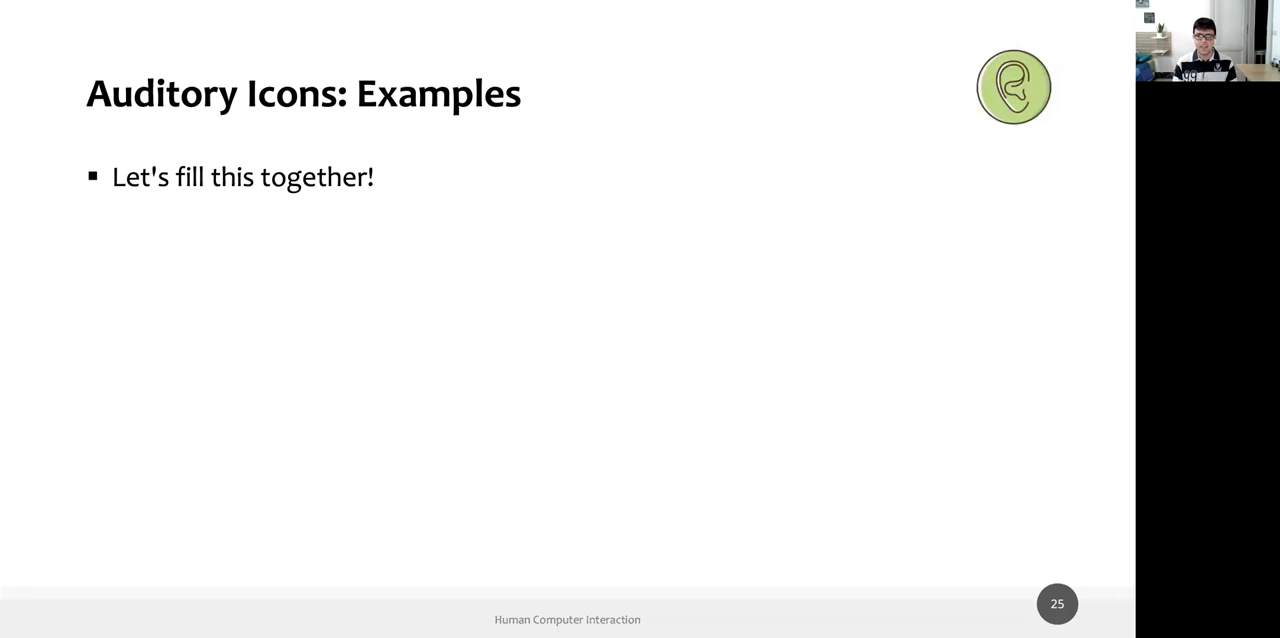 Auditory Icons: Examples
▪ Let's fill this together!
Human Computer Interaction
25